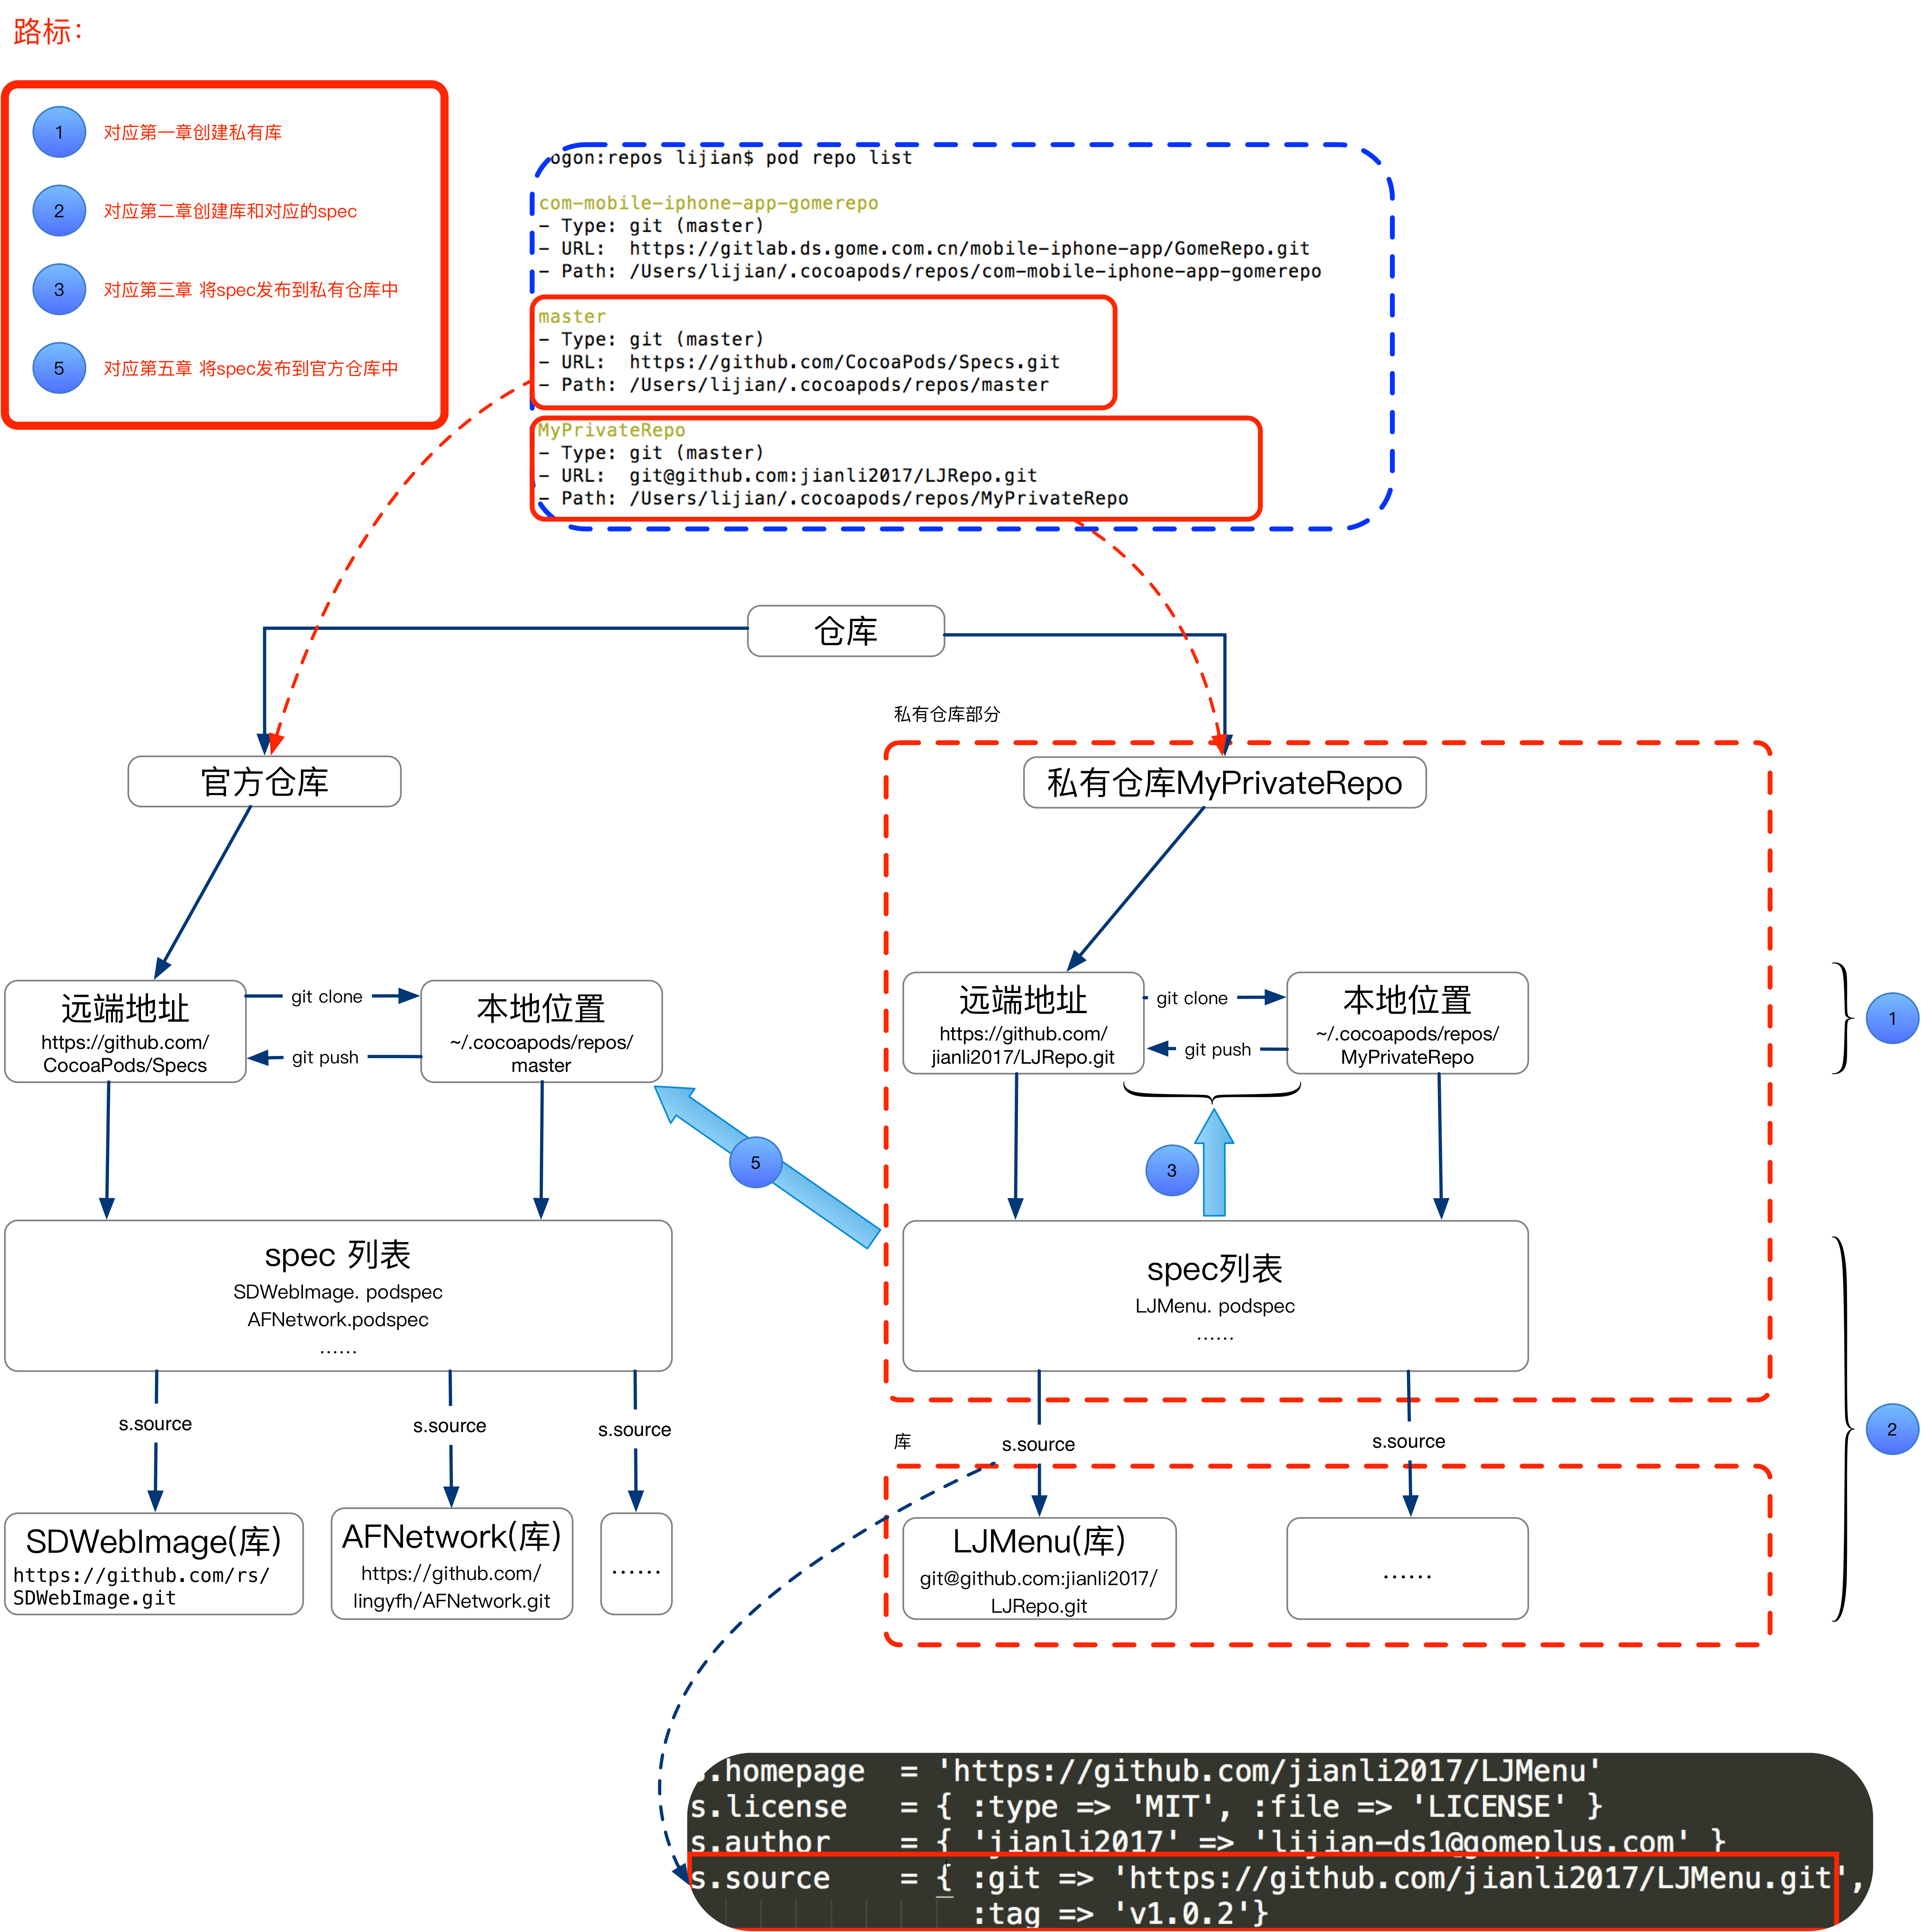 路标：
1 对应第一章创建私有库
2 对应第二章创建库和对应的spec
3 对应第三章 将spec发布到私有仓库中
5 对应第五章 将spec发布到官方仓库中
ogon:repos lijian$ pod repo list
com-mobile-iphone-app-gomerepo
- Type: git (master)
- URL:  https://gitlab.ds.gome.com.cn/mobile-iphone-app/GomeRepo.git
- Path: /Users/lijian/.cocoapods/repos/com-mobile-iphone-app-gomerepo
master
- Type: git (master)
- URL:  https://github.com/CocoaPods/Specs.git
- Path: /Users/lijian/.cocoapods/repos/master
MyPrivateRepo
- Type: git (master)
- URL:  git@github.com:jianli2017/LJRepo.git
- Path: /Users/lijian/.cocoapods/repos/MyPrivateRepo
仓库
官方仓库
远端地址
https://github.com/
CocoaPods/Specs
git clone
git push
本地位置
~/.cocoapods/repos/
master
5
spec 列表
SDWebImage. podspec
AFNetwork.podspec
……
s.source
s.source
s.source
SDWebImage(库)
https://github.com/rs/
SDWebImage.git
AFNetwork(库)
https://github.com/
lingyfh/AFNetwork.git
……
私有仓库部分
私有仓库MyPrivateRepo
远端地址
https://github.com/
jianli2017/LJRepo.git
git clone
git push
本地位置
~/.cocoapods/repos/
MyPrivateRepo
1
3
spec列表
LJMenu. podspec
……
s.source
s.source
2
库
LJMenu(库)
git@github.com:jianli2017/
LJRepo.git
……
s.homepage  = 'https://github.com/jianli2017/LJMenu'
s.license   = { :type => 'MIT', :file => 'LICENSE' }
s.author    = { 'jianli2017' => 'lijian-ds1@gomeplus.com' }
s.source    = { :git => 'https://github.com/jianli2017/LJMenu.git',
:tag => 'v1.0.2'}